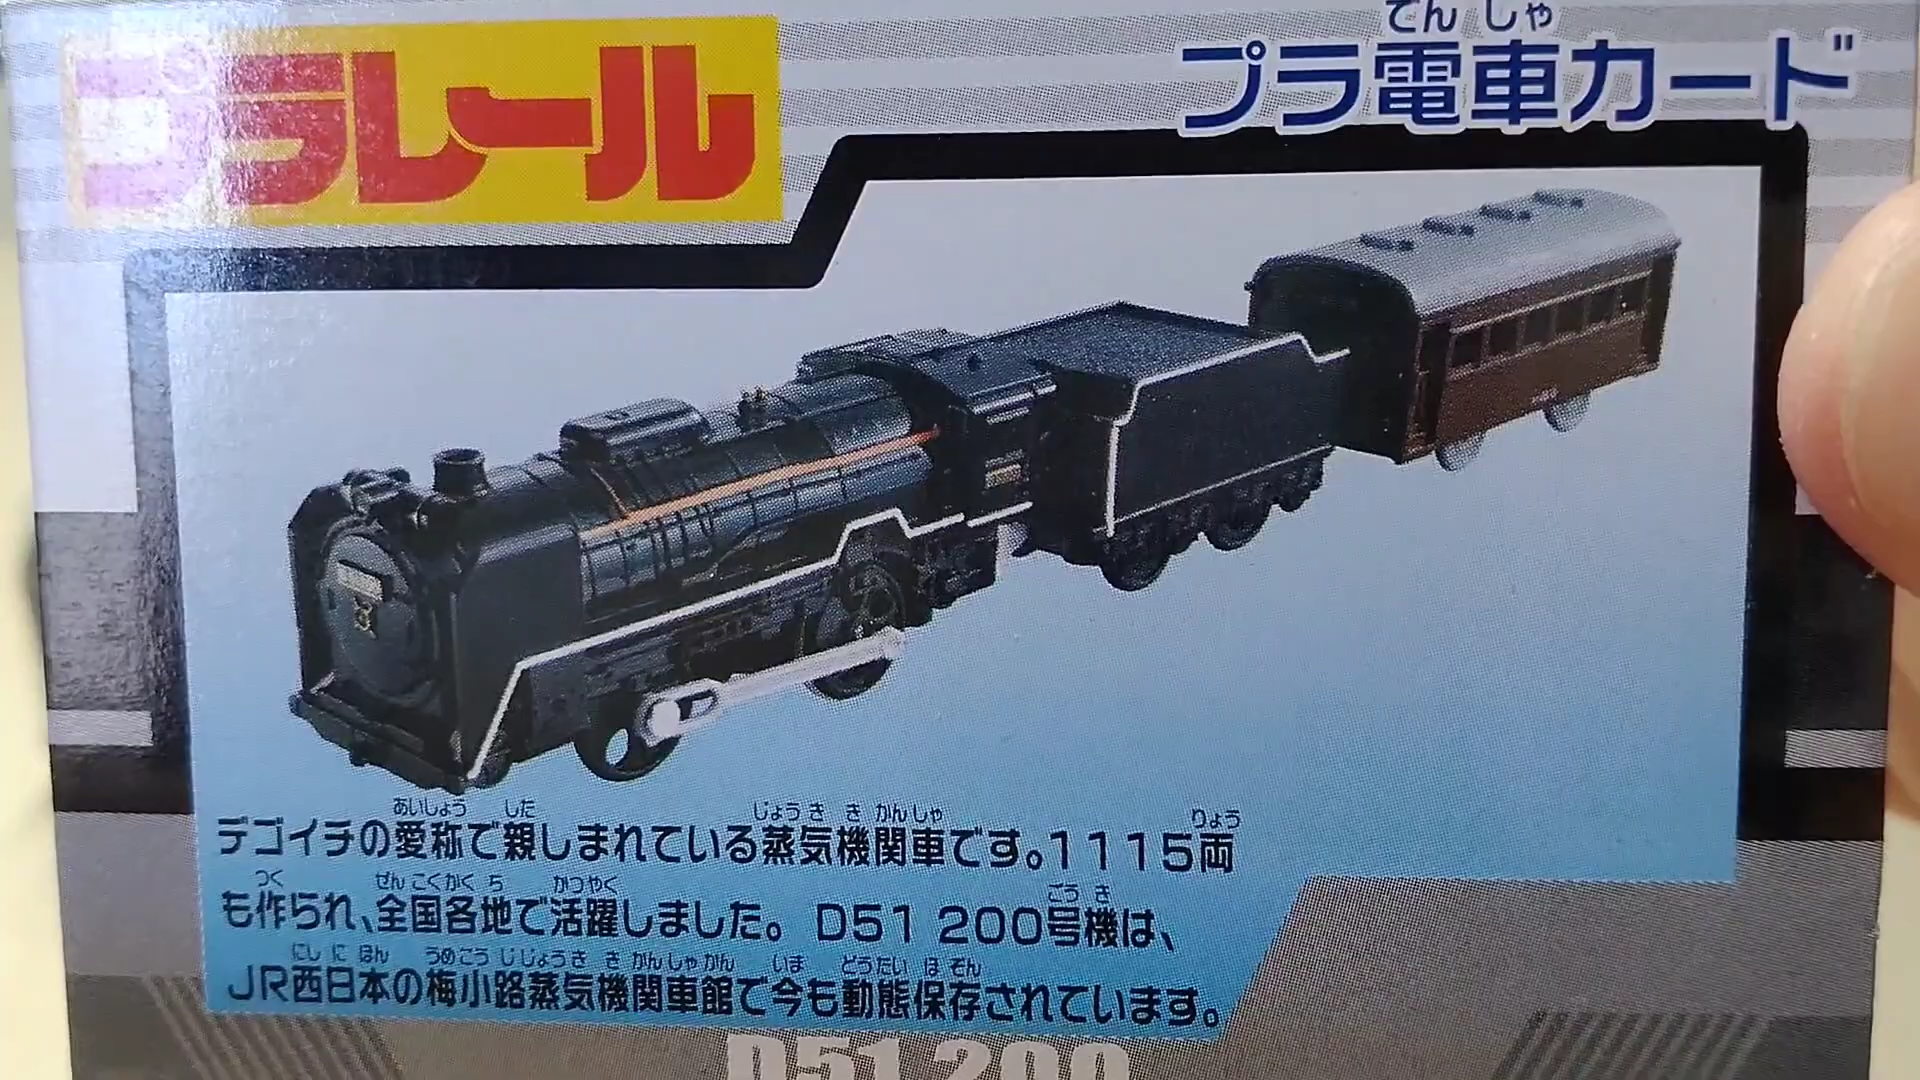 プラレール
でんしゃ
プラ電車カード
あいしょう した じょうききかんしゃ りょう
デゴイチの愛称で親しまれている蒸気機関車です。1115両
つく ぜんこくかくち かつやく ごうき
も作られ、全国各地で活躍しました。D51 200号機は、
にしにほん うめこうじじょうききかんしゃかん いま どうたいほぞん
JR西日本の梅小路蒸気機関車館で今も動態保存されています。
D51 200